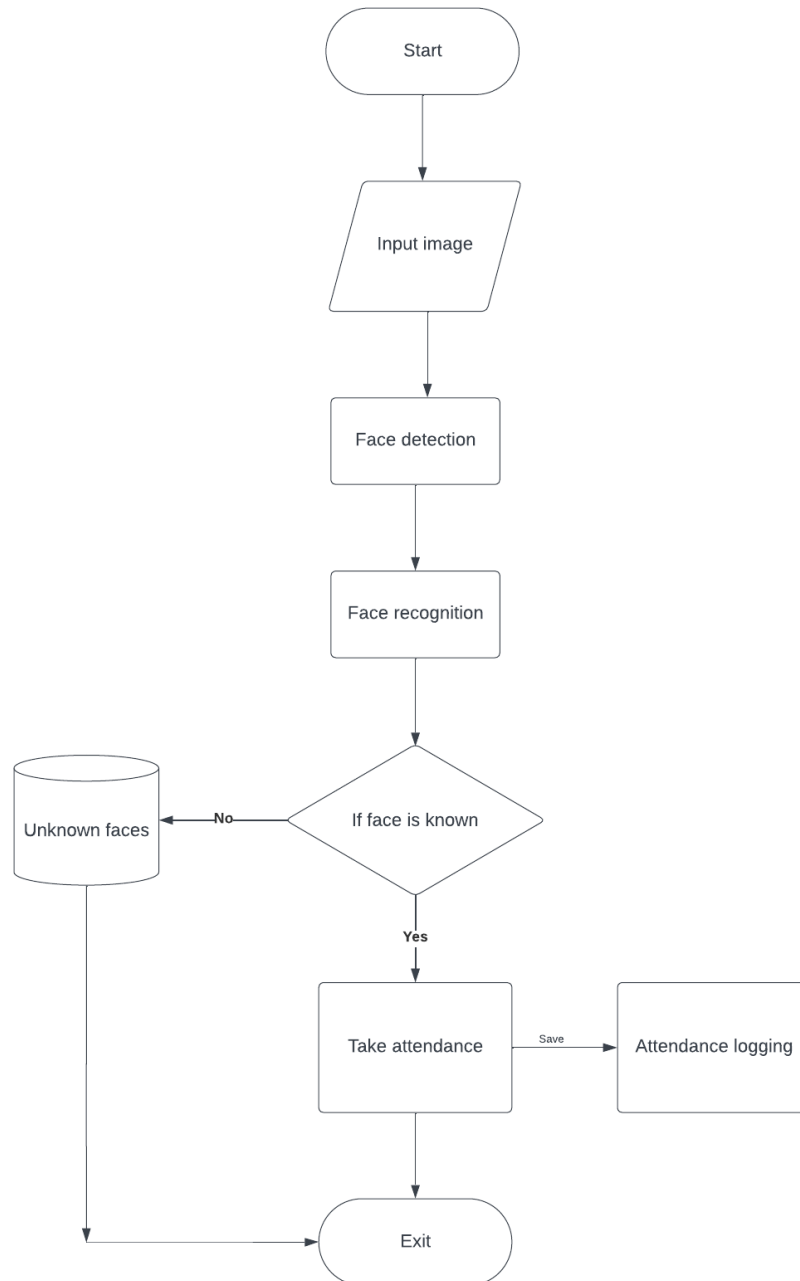 Start
Input image
Face detection
Face recognition
If face is known
No
Unknown faces
Yes
Take attendance
Save
Attendance logging
Exit